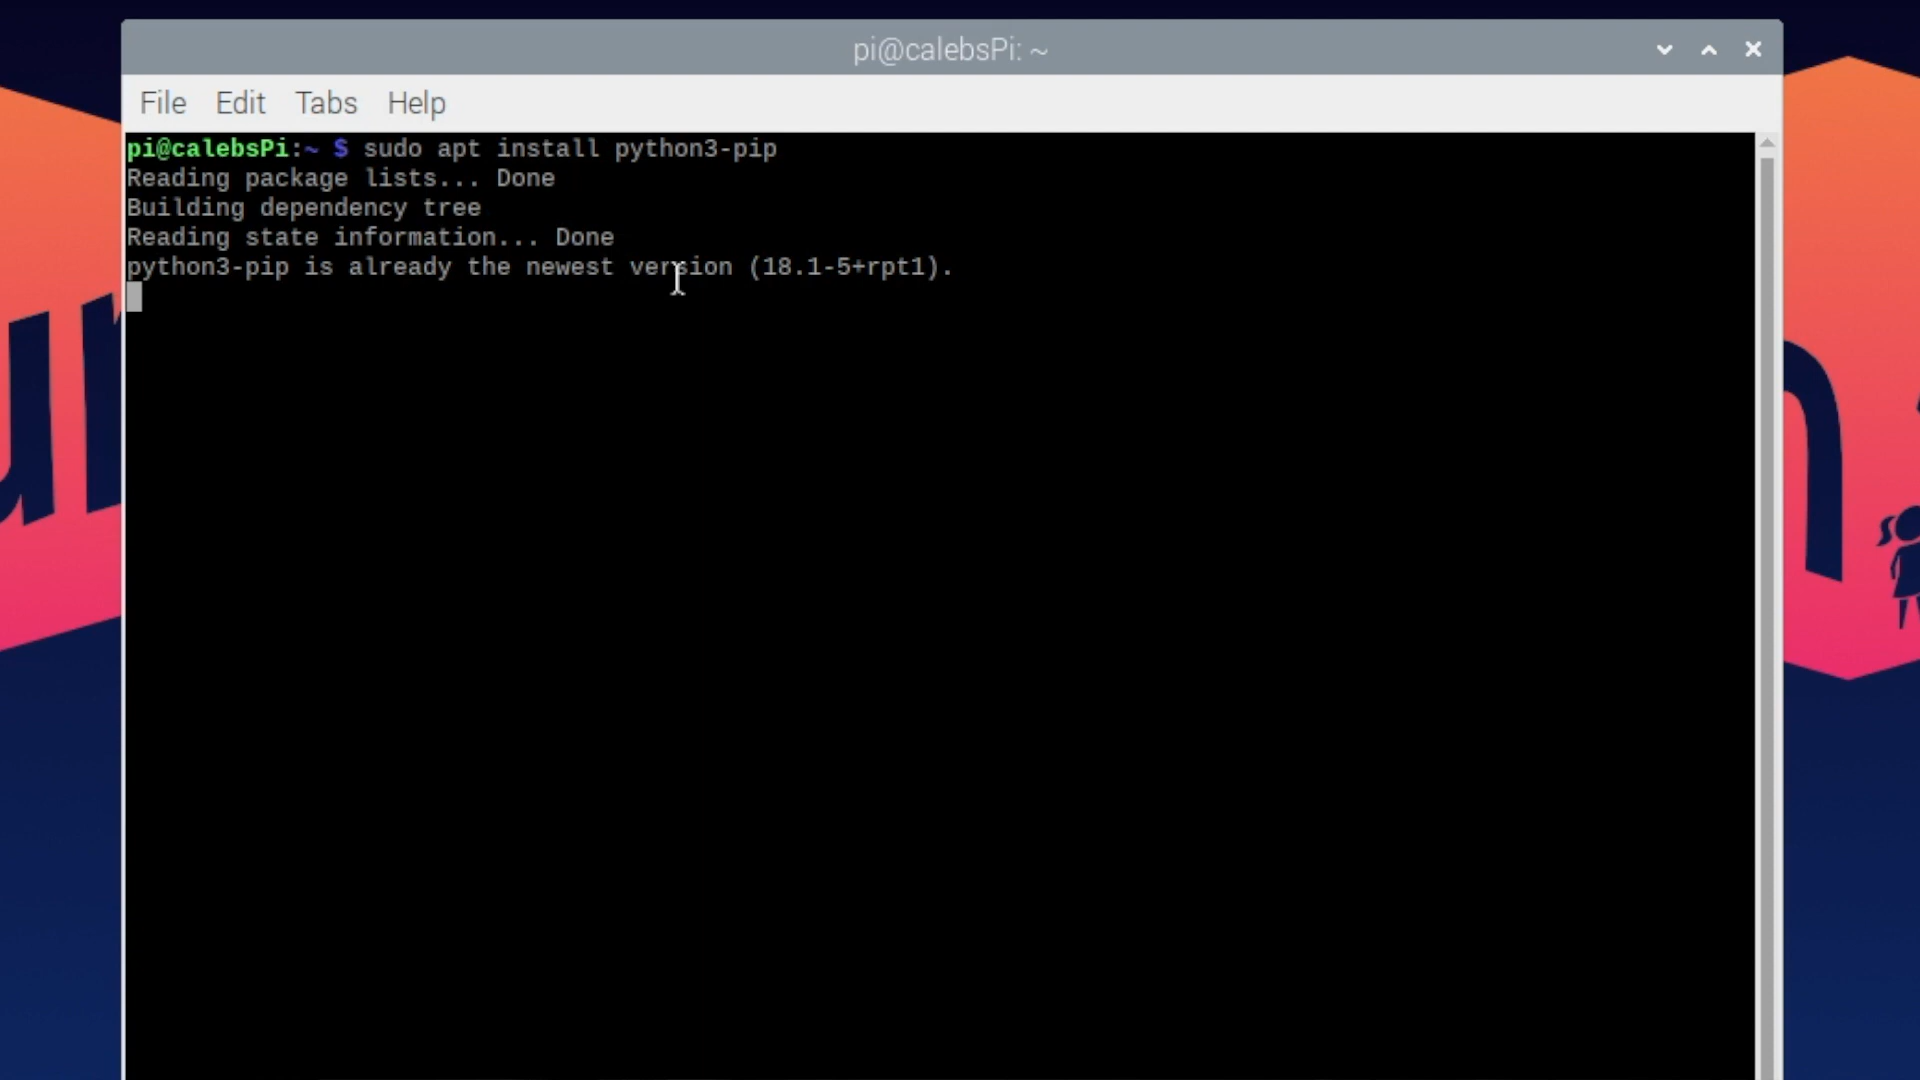 pi@calebsPi: ~
File Edit Tabs Help
pi@calebsPi:~ $ sudo apt install python3-pip
Reading package lists... Done
Building dependency tree
Reading state information... Done
python3-pip is already the newest version (18.1-5+rpt1).